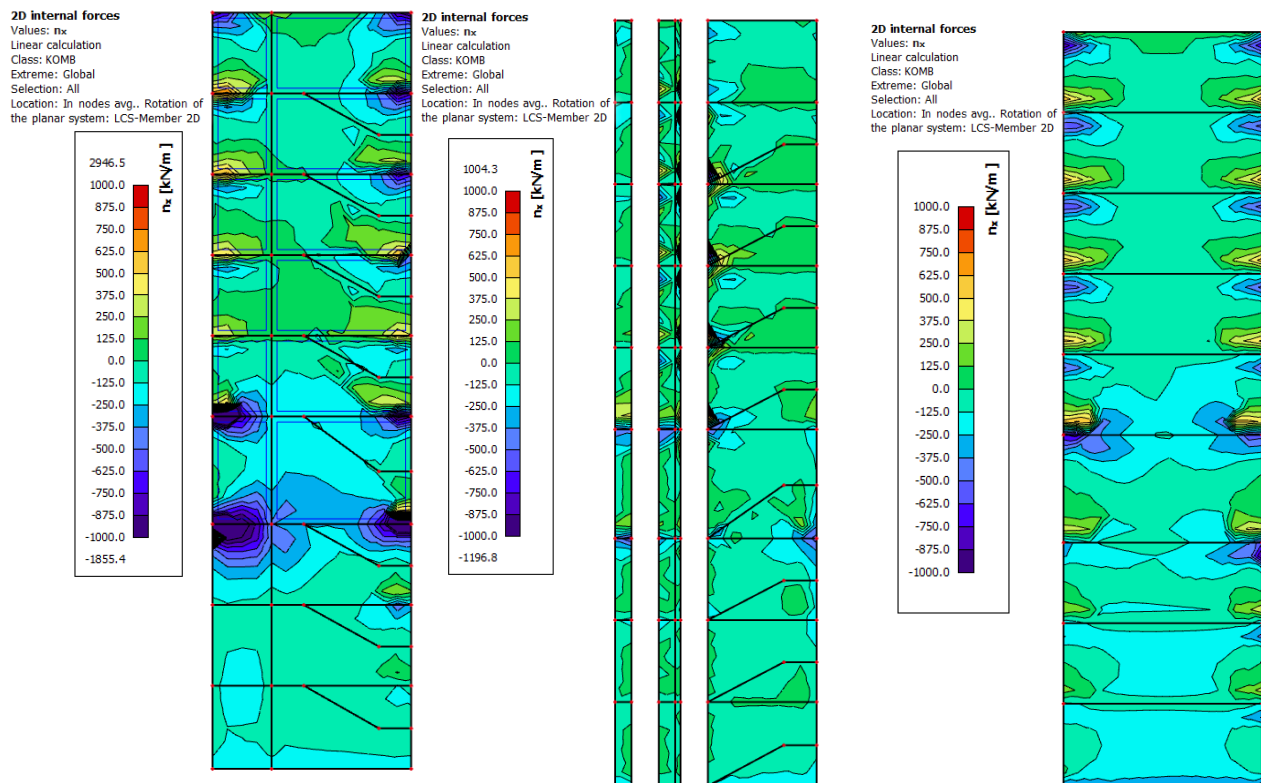 2D internal forces
Values: nx
Linear calculation
Class: KOMB
Extreme: Global
Selection: All
Location: In nodes avg.. Rotation of
the planar system: LCS-Member 2D
2946.5
1000.0
875.0
750.0
625.0
500.0
375.0
250.0
125.0
0.0
-125.0
-250.0
-375.0
-500.0
-625.0
-750.0
-875.0
-1000.0
-1855.4
nx [kN/m]
2D internal forces
Values: nx
Linear calculation
Class: KOMB
Extreme: Global
Selection: All
Location: In nodes avg.. Rotation of
the planar system: LCS-Member 2D
1004.3
1000.0
875.0
750.0
625.0
500.0
375.0
250.0
125.0
0.0
-125.0
-250.0
-375.0
-500.0
-625.0
-750.0
-875.0
-1000.0
-1196.8
nx [kN/m]
2D internal forces
Values: nx
Linear calculation
Class: KOMB
Extreme: Global
Selection: All
Location: In nodes avg.. Rotation of
the planar system: LCS-Member 2D
1000.0
875.0
750.0
625.0
500.0
375.0
250.0
125.0
0.0
-125.0
-250.0
-375.0
-500.0
-625.0
-750.0
-875.0
-1000.0
nx [kN/m]